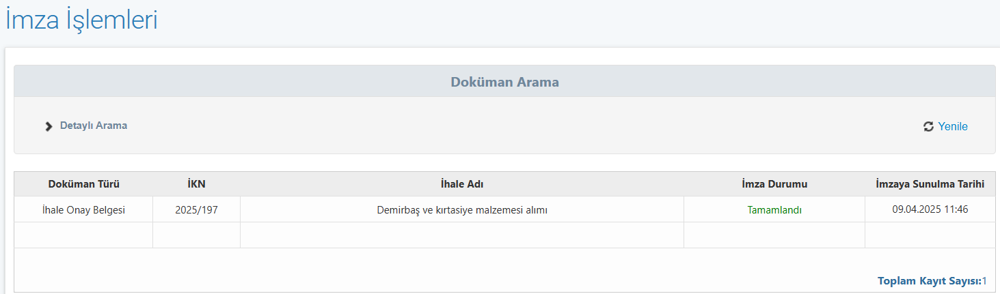 İmza İşlemleri
Doküman Arama
Detaylı Arama Yenile
Doküman Türü İKN İhale Adı İmza Durumu İmzaya Sunulma Tarihi
İhale Onay Belgesi 2025/197 Demirbaş ve kırtasiye malzemesi alımı Tamamlandı 09.04.2025 11:46
Toplam Kayıt Sayısı:1